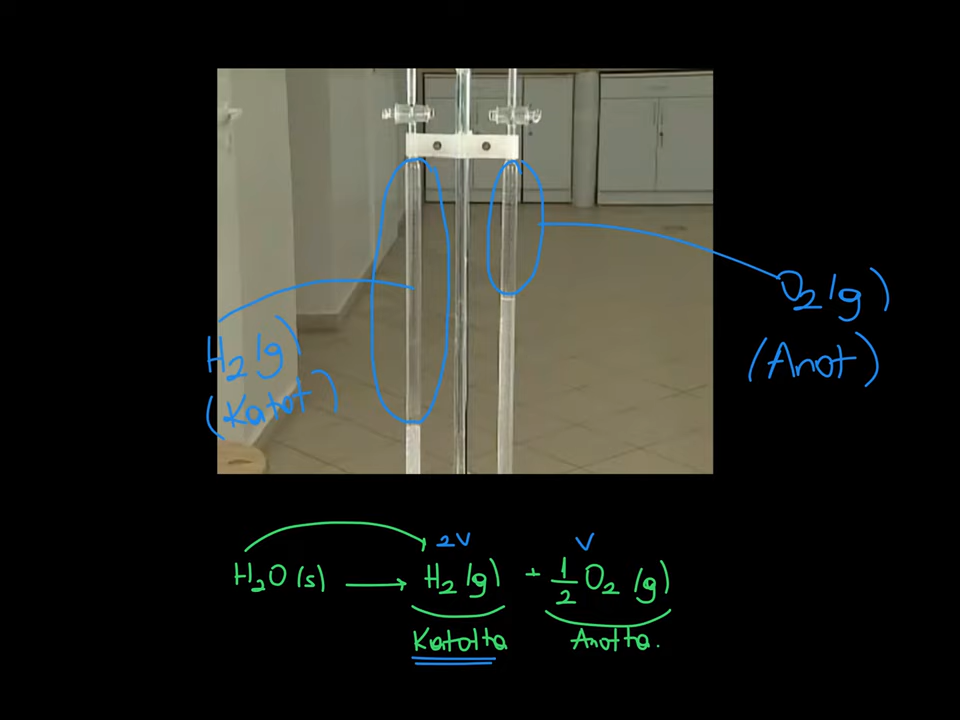 O₂(g)
(Anot)
H₂(g)
(Katot)
2V V
H₂O(s) → H₂(g) + 1/2 O₂(g)
Katotta Anotta.